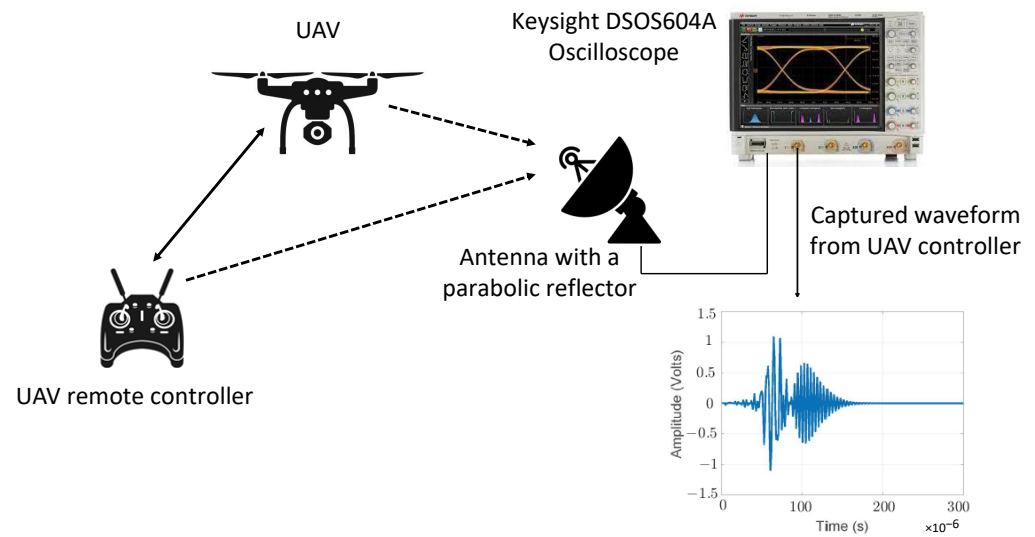 UAV
Keysight DSOS604A
Oscilloscope
Captured waveform
from UAV controller
Antenna with a
parabolic reflector
UAV remote controller
Amplitude (Volts)
1.5
1
0.5
0
−0.5
−1
−1.5
0
100
200
300
Time (s)
×10⁻⁶